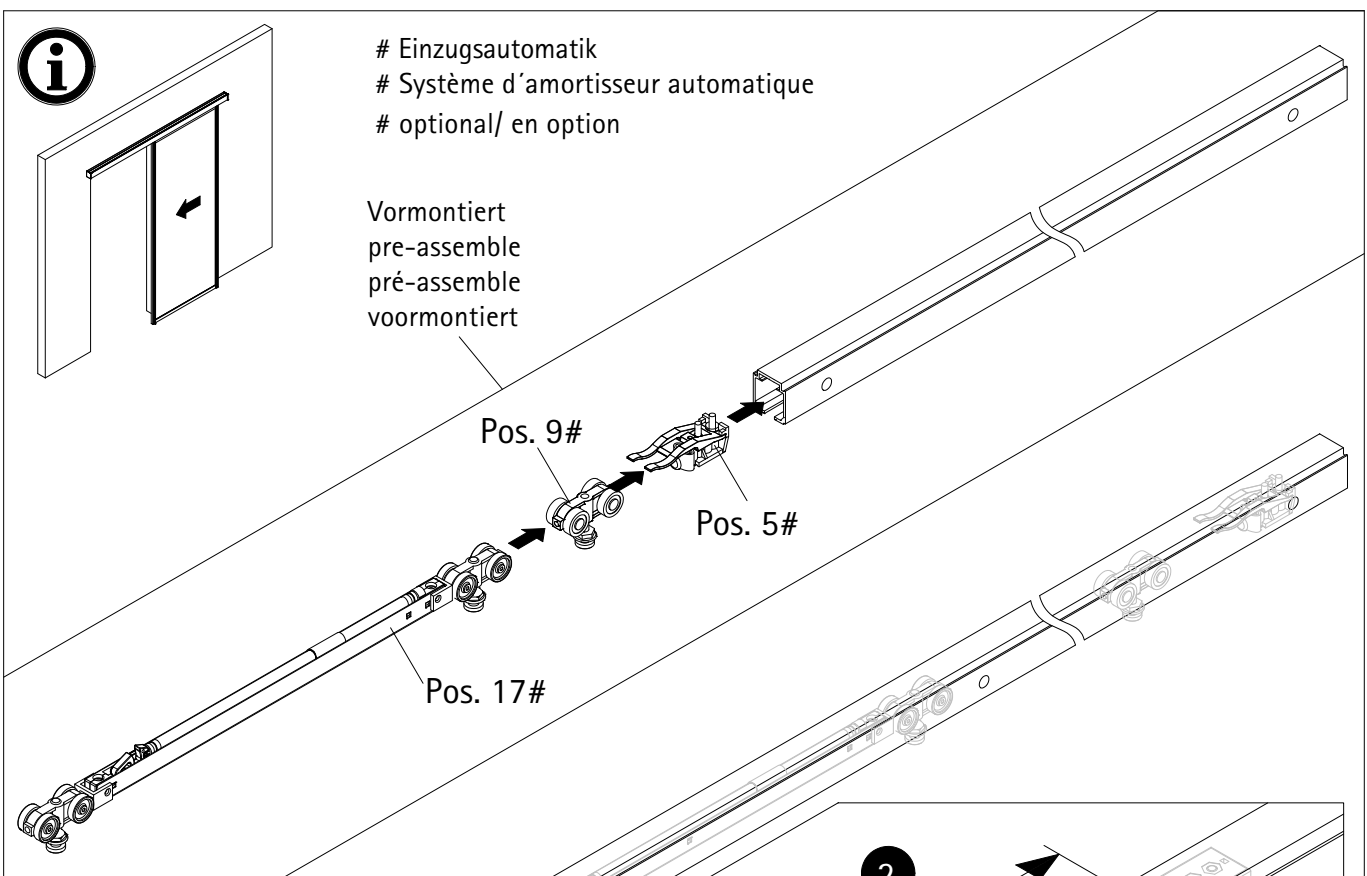 # Einzugsautomatik
# Système d´amortisseur automatique
# optional/ en option
Vormontiert
pre-assemble
pré-assemble
voormontiert
Pos. 9#
Pos. 5#
Pos. 17#
2